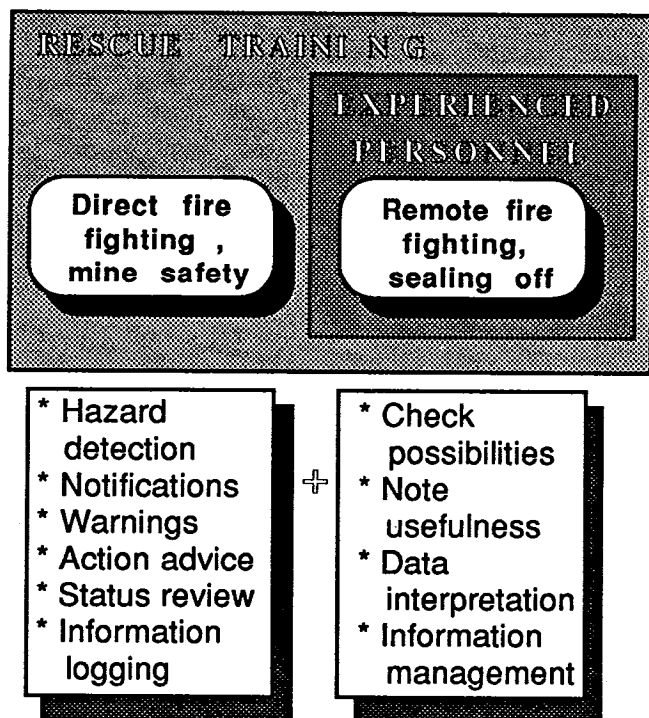 RESCUE TRAINING
EXPERIENCED
PERSONNEL
Direct fire
fighting ,
mine safety
Remote fire
fighting,
sealing off
* Hazard
detection
* Notifications
* Warnings
* Action advice
* Status review
* Information
logging
+
* Check
possibilities
* Note
usefulness
* Data
interpretation
* Information
management